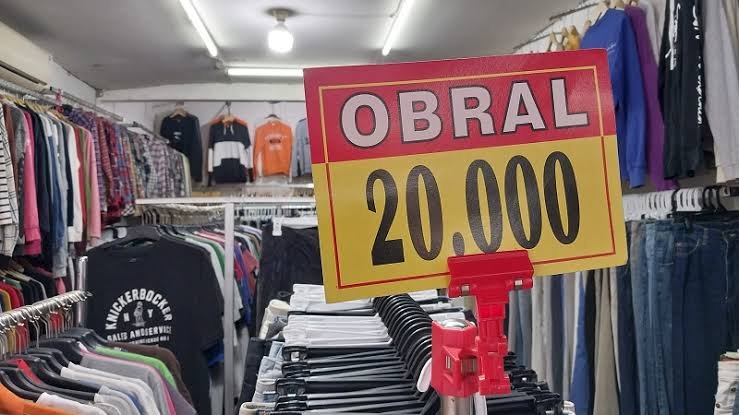 OBRAL
20.000
KNICKERBOCKER
N Y